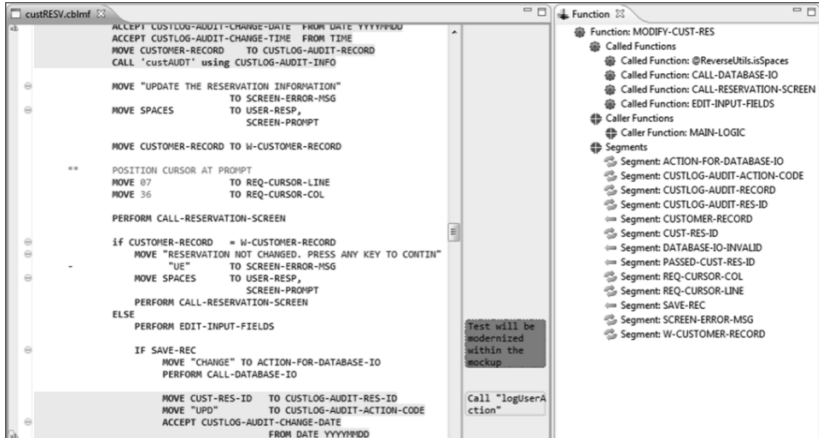 custRESV.cblmf
ACCEPT CUSTLOG-AUDIT-CHANGE-DATE FROM DATE YYYYMMDD
ACCEPT CUSTLOG-AUDIT-CHANGE-TIME FROM TIME
MOVE CUSTOMER-RECORD TO CUSTLOG-AUDIT-RECORD
CALL 'custAUDT' using CUSTLOG-AUDIT-INFO
MOVE "UPDATE THE RESERVATION INFORMATION"
TO SCREEN-ERROR-MSG
MOVE SPACES TO USER-RESP,
SCREEN-PROMPT
MOVE CUSTOMER-RECORD TO W-CUSTOMER-RECORD
** POSITION CURSOR AT PROMPT
MOVE 07 TO REQ-CURSOR-LINE
MOVE 36 TO REQ-CURSOR-COL
PERFORM CALL-RESERVATION-SCREEN
if CUSTOMER-RECORD = W-CUSTOMER-RECORD
MOVE "RESERVATION NOT CHANGED. PRESS ANY KEY TO CONTIN"
- "UE" TO SCREEN-ERROR-MSG
MOVE SPACES TO USER-RESP,
SCREEN-PROMPT
PERFORM CALL-RESERVATION-SCREEN
ELSE
PERFORM EDIT-INPUT-FIELDS
IF SAVE-REC
MOVE "CHANGE" TO ACTION-FOR-DATABASE-IO
PERFORM CALL-DATABASE-IO
MOVE CUST-RES-ID TO CUSTLOG-AUDIT-RES-ID
MOVE "UPD" TO CUSTLOG-AUDIT-ACTION-CODE
ACCEPT CUSTLOG-AUDIT-CHANGE-DATE
FROM DATE YYYYMMDD
Test will be
modernized
within the
mockup
Call "logUserA
ction"
Function
Function: MODIFY-CUST-RES
Called Functions
Called Function: @ReverseUtils.isSpaces
Called Function: CALL-DATABASE-IO
Called Function: CALL-RESERVATION-SCREEN
Called Function: EDIT-INPUT-FIELDS
Caller Functions
Caller Function: MAIN-LOGIC
Segments
Segment: ACTION-FOR-DATABASE-IO
Segment: CUSTLOG-AUDIT-ACTION-CODE
Segment: CUSTLOG-AUDIT-RECORD
Segment: CUSTLOG-AUDIT-RES-ID
Segment: CUSTOMER-RECORD
Segment: CUST-RES-ID
Segment: DATABASE-IO-INVALID
Segment: PASSED-CUST-RES-ID
Segment: REQ-CURSOR-COL
Segment: REQ-CURSOR-LINE
Segment: SAVE-REC
Segment: SCREEN-ERROR-MSG
Segment: W-CUSTOMER-RECORD